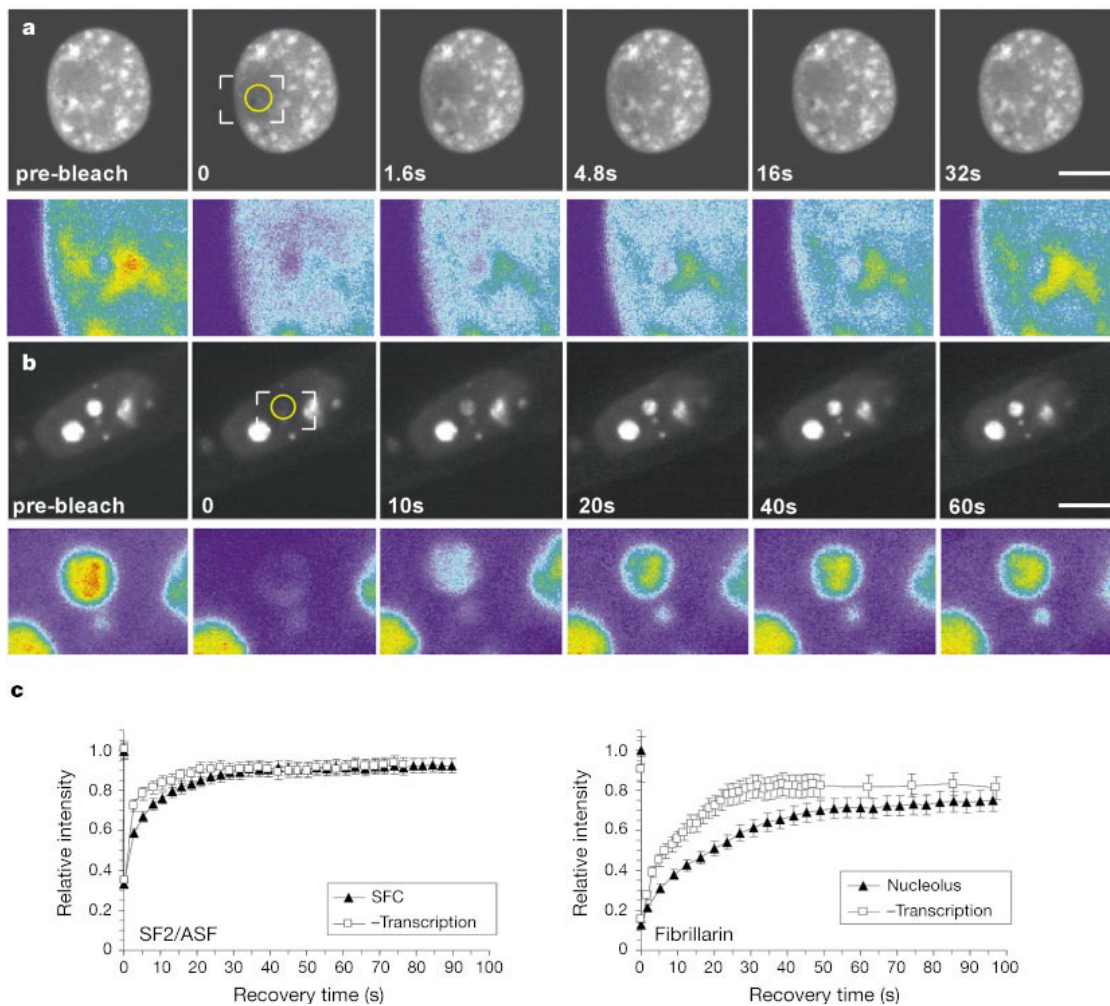 a
pre-bleach
0
1.6s
4.8s
16s
32s
b
pre-bleach
0
10s
20s
40s
60s
c
Relative intensity
1.0
0.8
0.6
0.4
0.2
0
SFC
–Transcription
SF2/ASF
0 10 20 30 40 50 60 70 80 90 100
Recovery time (s)
Relative intensity
1.0
0.8
0.6
0.4
0.2
0
Nucleolus
–Transcription
Fibrillarin
0 10 20 30 40 50 60 70 80 90 100
Recovery time (s)